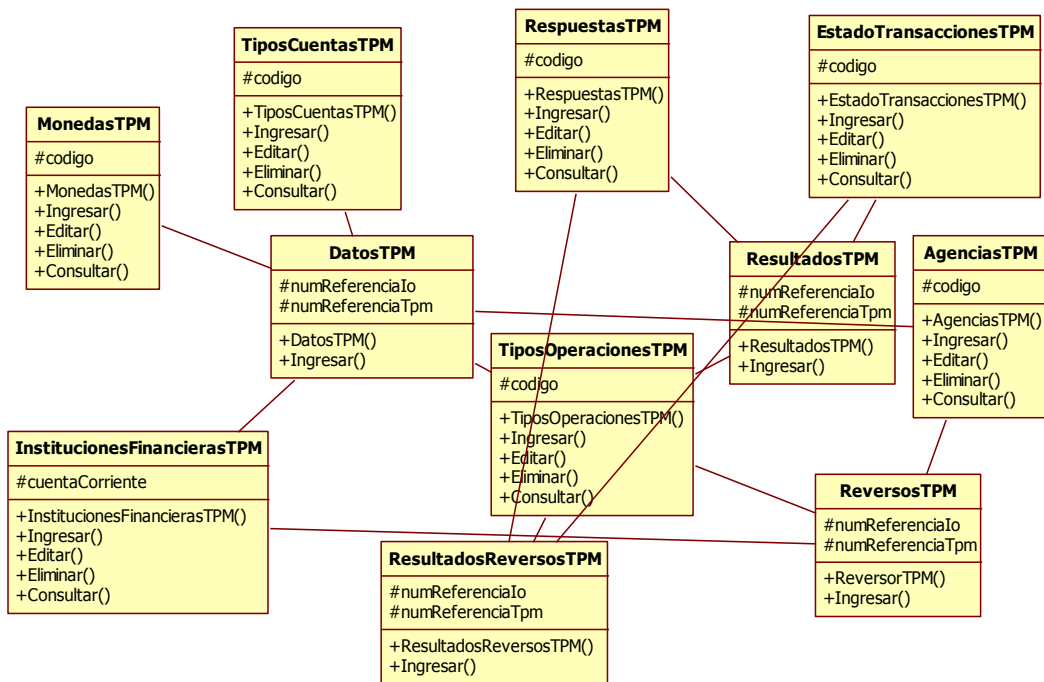 TiposCuentasTPM
#codigo
+TiposCuentasTPM()
+Ingresar()
+Editar()
+Eliminar()
+Consultar()
RespuestasTPM
#codigo
+RespuestasTPM()
+Ingresar()
+Editar()
+Eliminar()
+Consultar()
EstadoTransaccionesTPM
#codigo
+EstadoTransaccionesTPM()
+Ingresar()
+Editar()
+Eliminar()
+Consultar()
MonedasTPM
#codigo
+MonedasTPM()
+Ingresar()
+Editar()
+Eliminar()
+Consultar()
DatosTPM
#numReferenciaIo
#numReferenciaTpm
+DatosTPM()
+Ingresar()
ResultadosTPM
#numReferenciaIo
#numReferenciaTpm
+ResultadosTPM()
+Ingresar()
AgenciasTPM
#codigo
+AgenciasTPM()
+Ingresar()
+Editar()
+Eliminar()
+Consultar()
TiposOperacionesTPM
#codigo
+TiposOperacionesTPM()
+Ingresar()
+Editar()
+Eliminar()
+Consultar()
InstitucionesFinancierasTPM
#cuentaCorriente
+InstitucionesFinancierasTPM()
+Ingresar()
+Editar()
+Eliminar()
+Consultar()
ReversosTPM
#numReferenciaIo
#numReferenciaTpm
+ReversorTPM()
+Ingresar()
ResultadosReversosTPM
#numReferenciaIo
#numReferenciaTpm
+ResultadosReversosTPM()
+Ingresar()